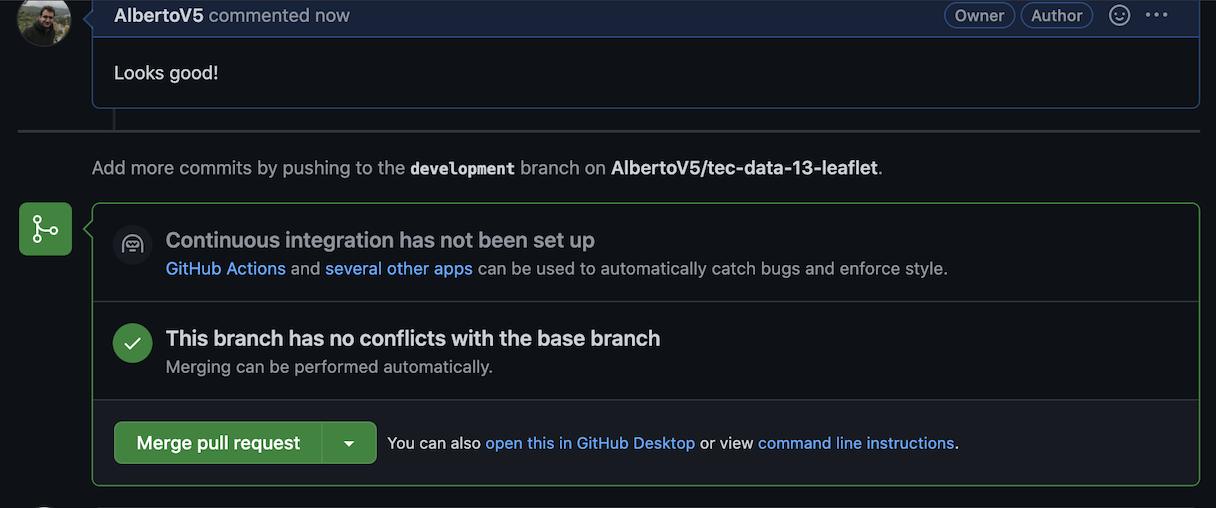 AlbertoV5 commented now Owner Author
Looks good!
Add more commits by pushing to the development branch on AlbertoV5/tec-data-13-leaflet.
Continuous integration has not been set up
GitHub Actions and several other apps can be used to automatically catch bugs and enforce style.
This branch has no conflicts with the base branch
Merging can be performed automatically.
Merge pull request You can also open this in GitHub Desktop or view command line instructions.